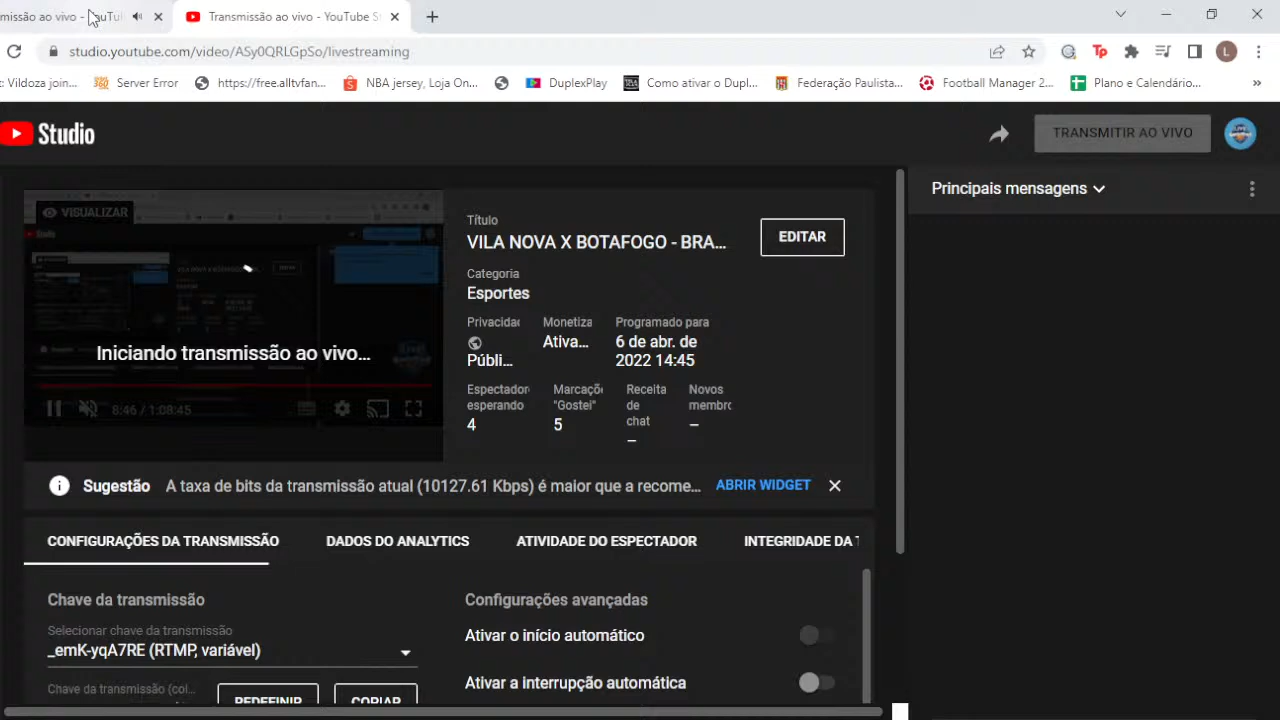 missão ao vivo - YouTu
Transmissão ao vivo - YouTube S
studio.youtube.com/video/ASy0QRLGpSo/livestreaming
L
: Vildoza join...
Server Error
https://free.alltvfan...
NBA jersey, Loja On...
DuplexPlay
Como ativar o Dupl...
Federação Paulista...
Football Manager 2...
Plano e Calendário...
»
Studio
TRANSMITIR AO VIVO
Principais mensagens
VISUALIZAR
Iniciando transmissão ao vivo...
8:46 / 1:08:45
Título
VILA NOVA X BOTAFOGO - BRA...
EDITAR
Categoria
Esportes
Privacidad
Públi...
Monetiza
Ativa...
Programado para
6 de abr. de
2022 14:45
Espectador
esperando
4
Marcaçõe
"Gostei"
5
Receita
de
chat
–
Novos
membro
–
Sugestão A taxa de bits da transmissão atual (10127.61 Kbps) é maior que a recome... ABRIR WIDGET
CONFIGURAÇÕES DA TRANSMISSÃO
DADOS DO ANALYTICS
ATIVIDADE DO ESPECTADOR
INTEGRIDADE DA T
Chave da transmissão
Selecionar chave da transmissão
_emK-yqA7RE (RTMP, variável)
Chave da transmissão (col...
REDEFINIR
COPIAR
Configurações avançadas
Ativar o início automático
Ativar a interrupção automática